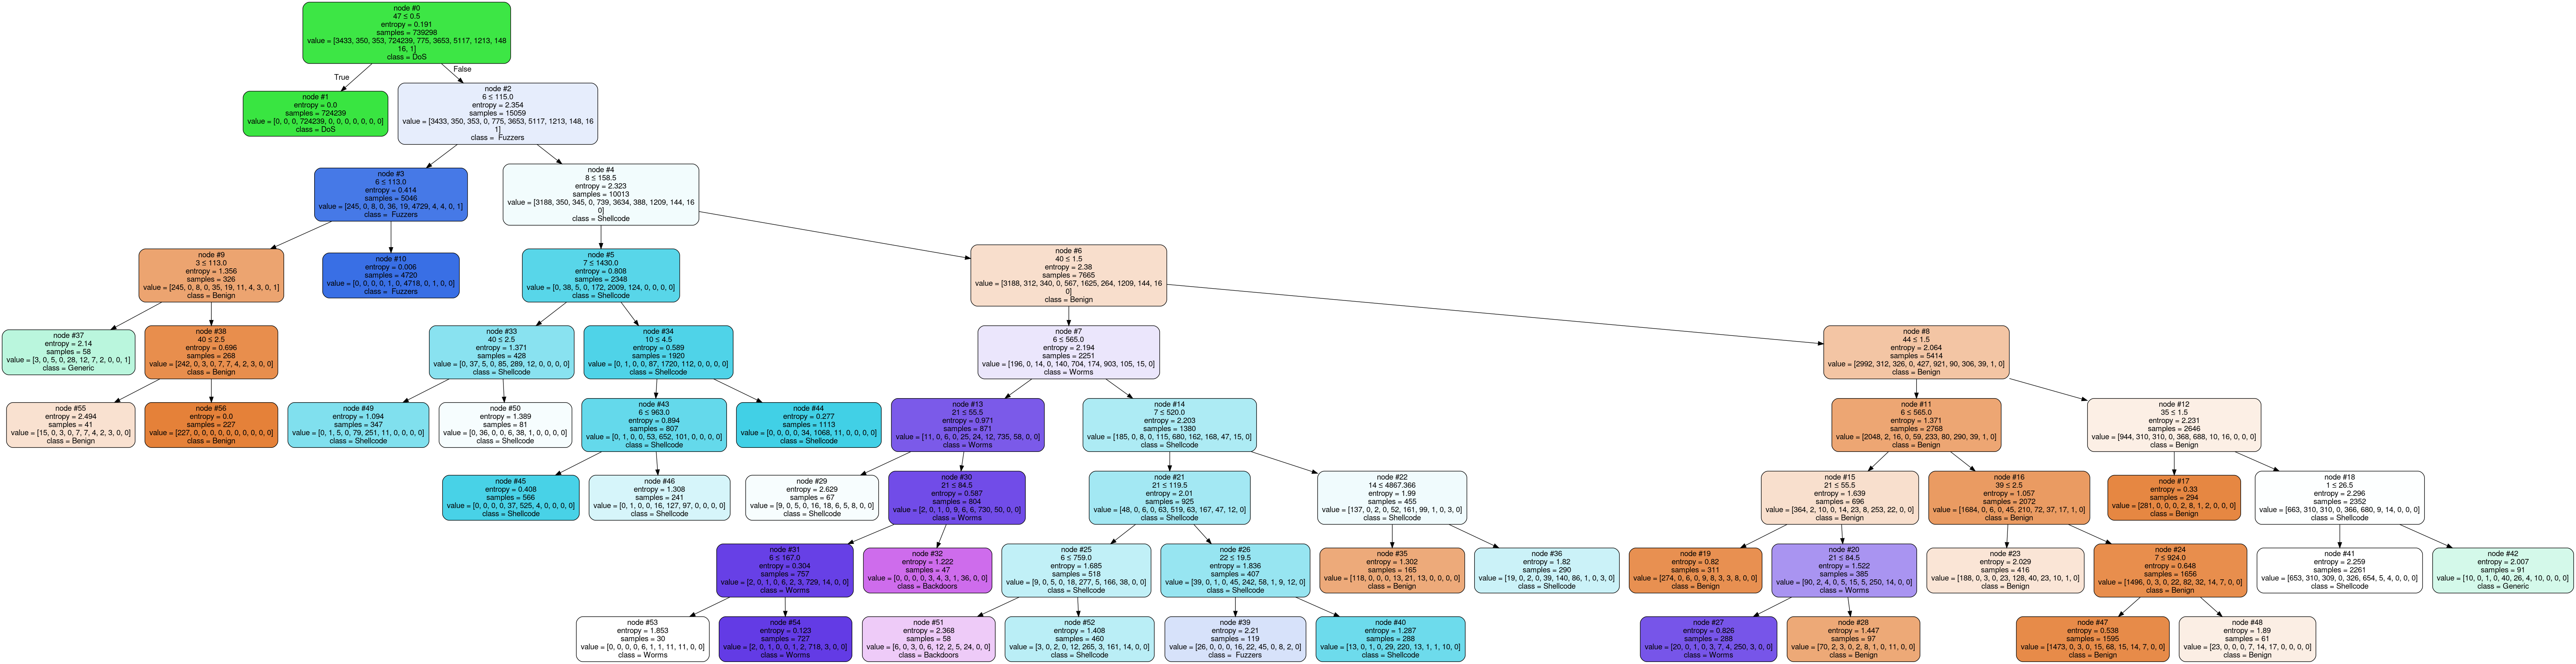 node #0
47 ≤ 0.5
entropy = 0.191
samples = 739298
value = [3433, 350, 353, 724239, 775, 3653, 5117, 1213, 148
16, 1]
class = DoS
True
False
node #1
entropy = 0.0
samples = 724239
value = [0, 0, 0, 724239, 0, 0, 0, 0, 0, 0, 0]
class = DoS
node #2
6 ≤ 115.0
entropy = 2.354
samples = 15059
value = [3433, 350, 353, 0, 775, 3653, 5117, 1213, 148, 16
1]
class = Fuzzers
node #3
6 ≤ 113.0
entropy = 0.414
samples = 5046
value = [245, 0, 8, 0, 36, 19, 4729, 4, 4, 0, 1]
class = Fuzzers
node #4
8 ≤ 158.5
entropy = 2.323
samples = 10013
value = [3188, 350, 345, 0, 739, 3634, 388, 1209, 144, 16
0]
class = Shellcode
node #9
3 ≤ 113.0
entropy = 1.356
samples = 326
value = [245, 0, 8, 0, 35, 19, 11, 4, 3, 0, 1]
class = Benign
node #10
entropy = 0.006
samples = 4720
value = [0, 0, 0, 0, 1, 0, 4718, 0, 1, 0, 0]
class = Fuzzers
node #5
7 ≤ 1430.0
entropy = 0.808
samples = 2348
value = [0, 38, 5, 0, 172, 2009, 124, 0, 0, 0, 0]
class = Shellcode
node #6
40 ≤ 1.5
entropy = 2.38
samples = 7665
value = [3188, 312, 340, 0, 567, 1625, 264, 1209, 144, 16
0]
class = Benign
node #37
entropy = 2.14
samples = 58
value = [3, 0, 5, 0, 28, 12, 7, 2, 0, 0, 1]
class = Generic
node #38
40 ≤ 2.5
entropy = 0.696
samples = 268
value = [242, 0, 3, 0, 7, 7, 4, 2, 3, 0, 0]
class = Benign
node #33
40 ≤ 2.5
entropy = 1.371
samples = 428
value = [0, 37, 5, 0, 85, 289, 12, 0, 0, 0, 0]
class = Shellcode
node #34
10 ≤ 4.5
entropy = 0.589
samples = 1920
value = [0, 1, 0, 0, 87, 1720, 112, 0, 0, 0, 0]
class = Shellcode
node #7
6 ≤ 565.0
entropy = 2.194
samples = 2251
value = [196, 0, 14, 0, 140, 704, 174, 903, 105, 15, 0]
class = Worms
node #8
44 ≤ 1.5
entropy = 2.064
samples = 5414
value = [2992, 312, 326, 0, 427, 921, 90, 306, 39, 1, 0]
class = Benign
node #55
entropy = 2.494
samples = 41
value = [15, 0, 3, 0, 7, 7, 4, 2, 3, 0, 0]
class = Benign
node #56
entropy = 0.0
samples = 227
value = [227, 0, 0, 0, 0, 0, 0, 0, 0, 0, 0]
class = Benign
node #49
entropy = 1.094
samples = 347
value = [0, 1, 5, 0, 79, 251, 11, 0, 0, 0, 0]
class = Shellcode
node #50
entropy = 1.389
samples = 81
value = [0, 36, 0, 0, 6, 38, 1, 0, 0, 0, 0]
class = Shellcode
node #43
6 ≤ 963.0
entropy = 0.894
samples = 807
value = [0, 1, 0, 0, 53, 652, 101, 0, 0, 0, 0]
class = Shellcode
node #44
entropy = 0.277
samples = 1113
value = [0, 0, 0, 0, 34, 1068, 11, 0, 0, 0, 0]
class = Shellcode
node #13
21 ≤ 55.5
entropy = 0.971
samples = 871
value = [11, 0, 6, 0, 25, 24, 12, 735, 58, 0, 0]
class = Worms
node #14
7 ≤ 520.0
entropy = 2.203
samples = 1380
value = [185, 0, 8, 0, 115, 680, 162, 168, 47, 15, 0]
class = Shellcode
node #11
6 ≤ 565.0
entropy = 1.371
samples = 2768
value = [2048, 2, 16, 0, 59, 233, 80, 290, 39, 1, 0]
class = Benign
node #12
35 ≤ 1.5
entropy = 2.231
samples = 2646
value = [944, 310, 310, 0, 368, 688, 10, 16, 0, 0, 0]
class = Benign
node #45
entropy = 0.408
samples = 566
value = [0, 0, 0, 0, 37, 525, 4, 0, 0, 0, 0]
class = Shellcode
node #46
entropy = 1.308
samples = 241
value = [0, 1, 0, 0, 16, 127, 97, 0, 0, 0, 0]
class = Shellcode
node #29
entropy = 2.629
samples = 67
value = [9, 0, 5, 0, 16, 18, 6, 5, 8, 0, 0]
class = Shellcode
node #30
21 ≤ 84.5
entropy = 0.587
samples = 804
value = [2, 0, 1, 0, 9, 6, 6, 730, 50, 0, 0]
class = Worms
node #21
21 ≤ 119.5
entropy = 2.01
samples = 925
value = [48, 0, 6, 0, 63, 519, 63, 167, 47, 12, 0]
class = Shellcode
node #22
14 ≤ 4867.366
entropy = 1.99
samples = 455
value = [137, 0, 2, 0, 52, 161, 99, 1, 0, 3, 0]
class = Shellcode
node #15
21 ≤ 55.5
entropy = 1.639
samples = 696
value = [364, 2, 10, 0, 14, 23, 8, 253, 22, 0, 0]
class = Benign
node #16
39 ≤ 2.5
entropy = 1.057
samples = 2072
value = [1684, 0, 6, 0, 45, 210, 72, 37, 17, 1, 0]
class = Benign
node #17
entropy = 0.33
samples = 294
value = [281, 0, 0, 0, 2, 8, 1, 2, 0, 0, 0]
class = Benign
node #18
1 ≤ 26.5
entropy = 2.296
samples = 2352
value = [663, 310, 310, 0, 366, 680, 9, 14, 0, 0, 0]
class = Shellcode
node #31
6 ≤ 167.0
entropy = 0.304
samples = 757
value = [2, 0, 1, 0, 6, 2, 3, 729, 14, 0, 0]
class = Worms
node #32
entropy = 1.222
samples = 47
value = [0, 0, 0, 0, 3, 4, 3, 1, 36, 0, 0]
class = Backdoors
node #25
6 ≤ 759.0
entropy = 1.685
samples = 518
value = [9, 0, 5, 0, 18, 277, 5, 166, 38, 0, 0]
class = Shellcode
node #26
22 ≤ 19.5
entropy = 1.836
samples = 407
value = [39, 0, 1, 0, 45, 242, 58, 1, 9, 12, 0]
class = Shellcode
node #35
entropy = 1.302
samples = 165
value = [118, 0, 0, 0, 13, 21, 13, 0, 0, 0, 0]
class = Benign
node #36
entropy = 1.82
samples = 290
value = [19, 0, 2, 0, 39, 140, 86, 1, 0, 3, 0]
class = Shellcode
node #19
entropy = 0.82
samples = 311
value = [274, 0, 6, 0, 9, 8, 3, 3, 8, 0, 0]
class = Benign
node #20
21 ≤ 84.5
entropy = 1.522
samples = 385
value = [90, 2, 4, 0, 5, 15, 5, 250, 14, 0, 0]
class = Worms
node #23
entropy = 2.029
samples = 416
value = [188, 0, 3, 0, 23, 128, 40, 23, 10, 1, 0]
class = Benign
node #24
7 ≤ 924.0
entropy = 0.648
samples = 1656
value = [1496, 0, 3, 0, 22, 82, 32, 14, 7, 0, 0]
class = Benign
node #41
entropy = 2.259
samples = 2261
value = [653, 310, 309, 0, 326, 654, 5, 4, 0, 0, 0]
class = Shellcode
node #42
entropy = 2.007
samples = 91
value = [10, 0, 1, 0, 40, 26, 4, 10, 0, 0, 0]
class = Generic
node #53
entropy = 1.853
samples = 30
value = [0, 0, 0, 0, 6, 1, 1, 11, 11, 0, 0]
class = Worms
node #54
entropy = 0.123
samples = 727
value = [2, 0, 1, 0, 0, 1, 2, 718, 3, 0, 0]
class = Worms
node #51
entropy = 2.368
samples = 58
value = [6, 0, 3, 0, 6, 12, 2, 5, 24, 0, 0]
class = Backdoors
node #52
entropy = 1.408
samples = 460
value = [3, 0, 2, 0, 12, 265, 3, 161, 14, 0, 0]
class = Shellcode
node #39
entropy = 2.21
samples = 119
value = [26, 0, 0, 0, 16, 22, 45, 0, 8, 2, 0]
class = Fuzzers
node #40
entropy = 1.287
samples = 288
value = [13, 0, 1, 0, 29, 220, 13, 1, 1, 10, 0]
class = Shellcode
node #27
entropy = 0.826
samples = 288
value = [20, 0, 1, 0, 3, 7, 4, 250, 3, 0, 0]
class = Worms
node #28
entropy = 1.447
samples = 97
value = [70, 2, 3, 0, 2, 8, 1, 0, 11, 0, 0]
class = Benign
node #47
entropy = 0.538
samples = 1595
value = [1473, 0, 3, 0, 15, 68, 15, 14, 7, 0, 0]
class = Benign
node #48
entropy = 1.89
samples = 61
value = [23, 0, 0, 0, 7, 14, 17, 0, 0, 0, 0]
class = Benign